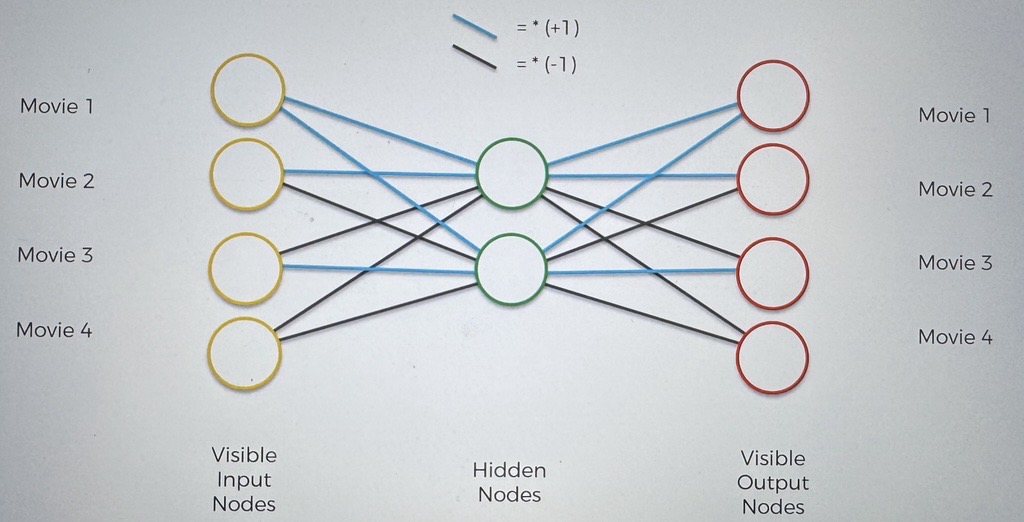 = * (+1)
= * (-1)
Movie 1
Movie 2
Movie 3
Movie 4
Movie 1
Movie 2
Movie 3
Movie 4
Visible
Input
Nodes
Hidden
Nodes
Visible
Output
Nodes